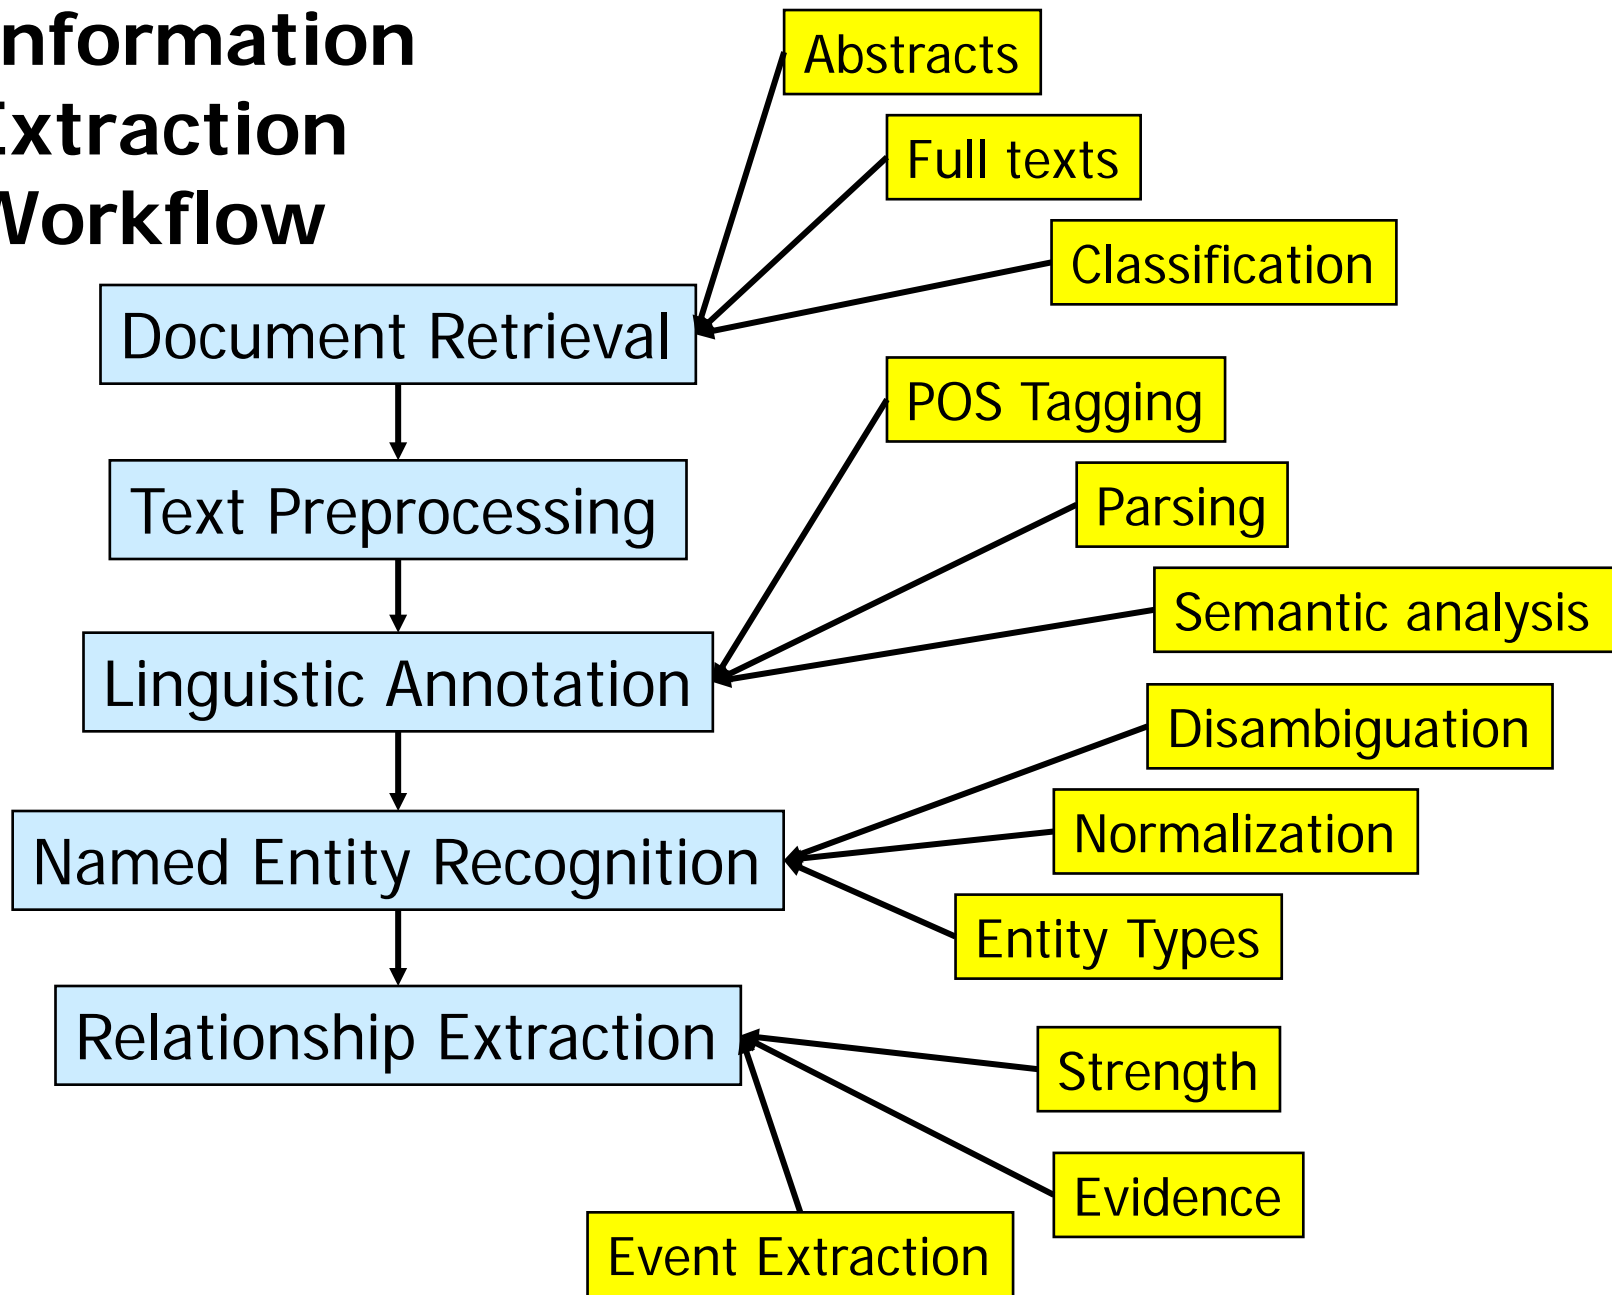 nformation
Extraction
Workflow
Abstracts
Full texts
Classification
Document Retrieval
POS Tagging
Text Preprocessing
Parsing
Semantic analysis
Linguistic Annotation
Disambiguation
Normalization
Named Entity Recognition
Entity Types
Relationship Extraction
Strength
Evidence
Event Extraction